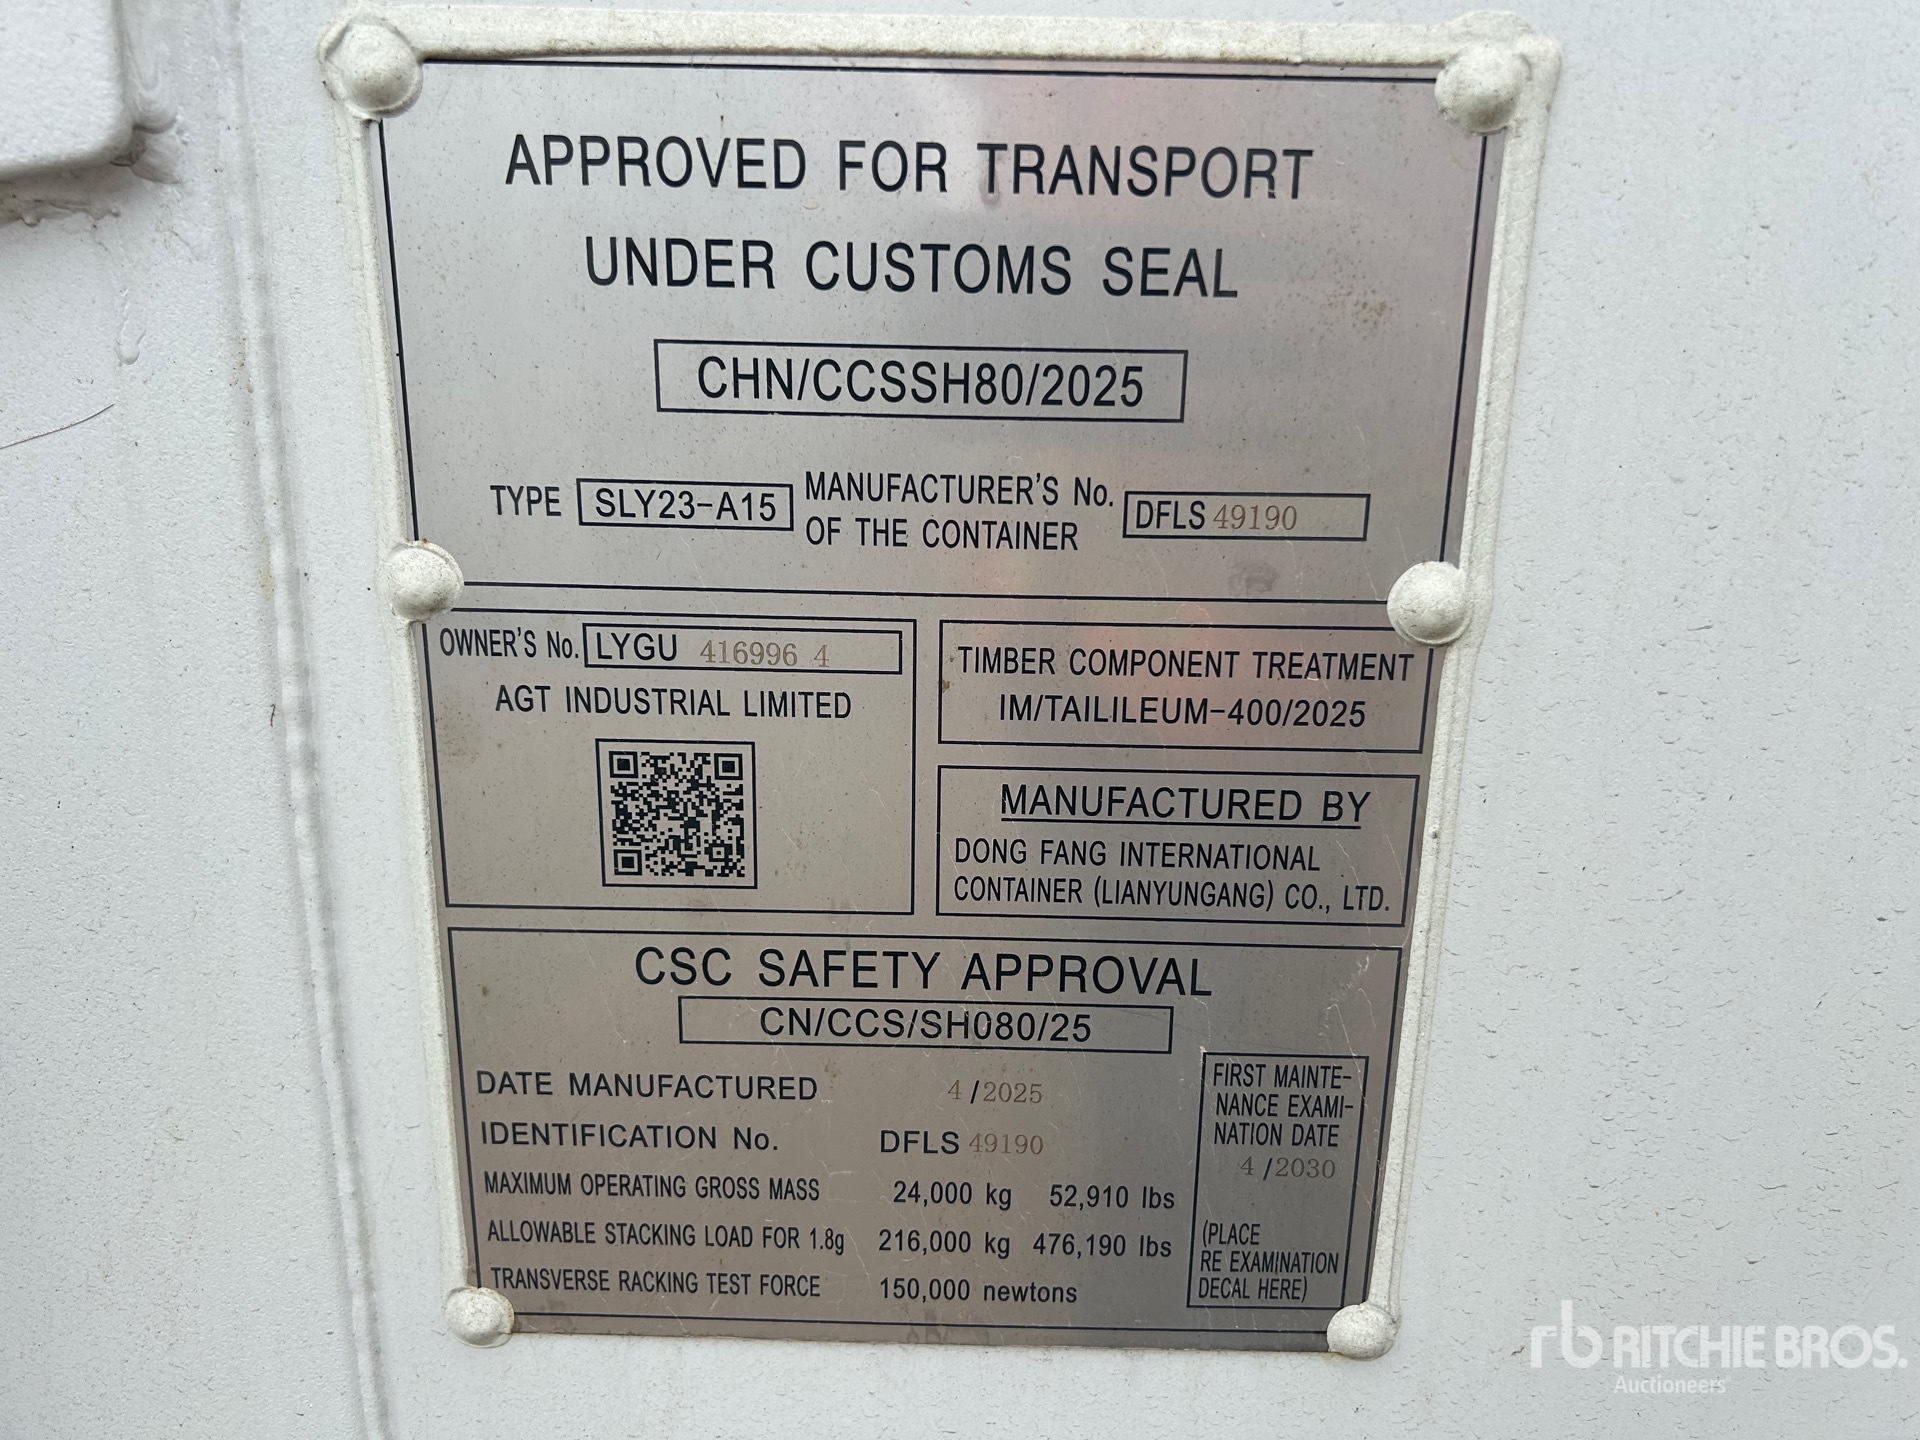 APPROVED FOR TRANSPORT
UNDER CUSTOMS SEAL
CHN/CCSSH80/2025
TYPE SLY23-A15 MANUFACTURER'S No. OF THE CONTAINER DFLS 49190
OWNER'S No. LYGU 416996 4
AGT INDUSTRIAL LIMITED
TIMBER COMPONENT TREATMENT
IM/TAILILEUM-400/2025
MANUFACTURED BY
DONG FANG INTERNATIONAL
CONTAINER (LIANYUNGANG) CO., LTD.
CSC SAFETY APPROVAL
CN/CCS/SH080/25
DATE MANUFACTURED 4/2025
IDENTIFICATION No. DFLS 49190
MAXIMUM OPERATING GROSS MASS 24,000 kg 52,910 lbs
ALLOWABLE STACKING LOAD FOR 1.8g 216,000 kg 476,190 lbs
TRANSVERSE RACKING TEST FORCE 150,000 newtons
FIRST MAINTE-
NANCE EXAMI-
NATION DATE
4/2030
(PLACE
RE EXAMINATION
DECAL HERE)
rb RITCHIE BROS.
Auctioneers